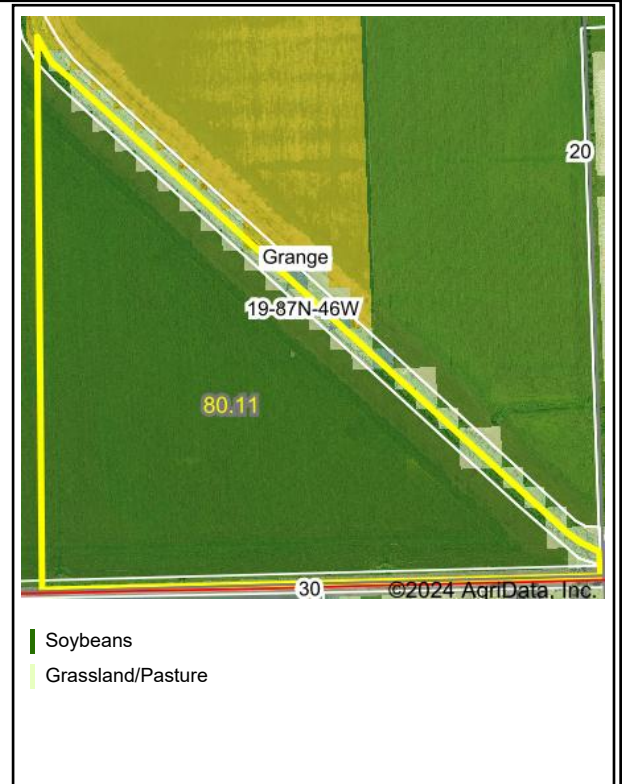 20
Grange
19-87N-46W
80.11
30
©2024 AgriData, Inc.
Soybeans
Grassland/Pasture